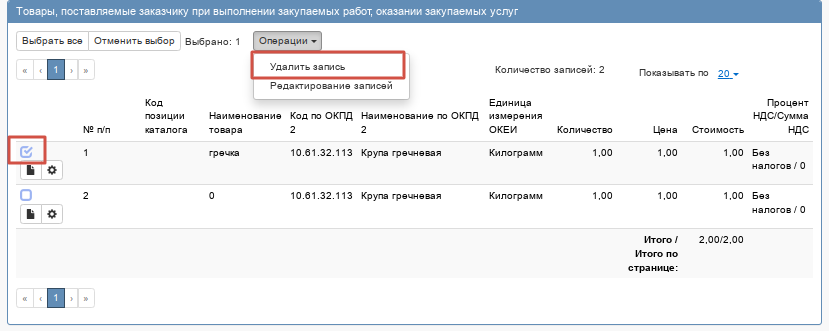 Товары, поставляемые заказчику при выполнении закупаемых работ, оказании закупаемых услуг
Выбрать все Отменить выбор Выбрано: 1 Операции
Удалить запись
Редактирование записей
« ‹ 1 › » Количество записей: 2 Показывать по 20
№ п/п Код позиции каталога Наименование товара Код по ОКПД 2 Наименование по ОКПД 2 Единица измерения ОКЕИ Количество Цена Стоимость Процент НДС/Сумма НДС
1 гречка 10.61.32.113 Крупа гречневая Килограмм 1,00 1,00 1,00 Без налогов / 0
2 0 10.61.32.113 Крупа гречневая Килограмм 1,00 1,00 1,00 Без налогов / 0
Итого / Итого по странице: 2,00/2,00
« ‹ 1 › »